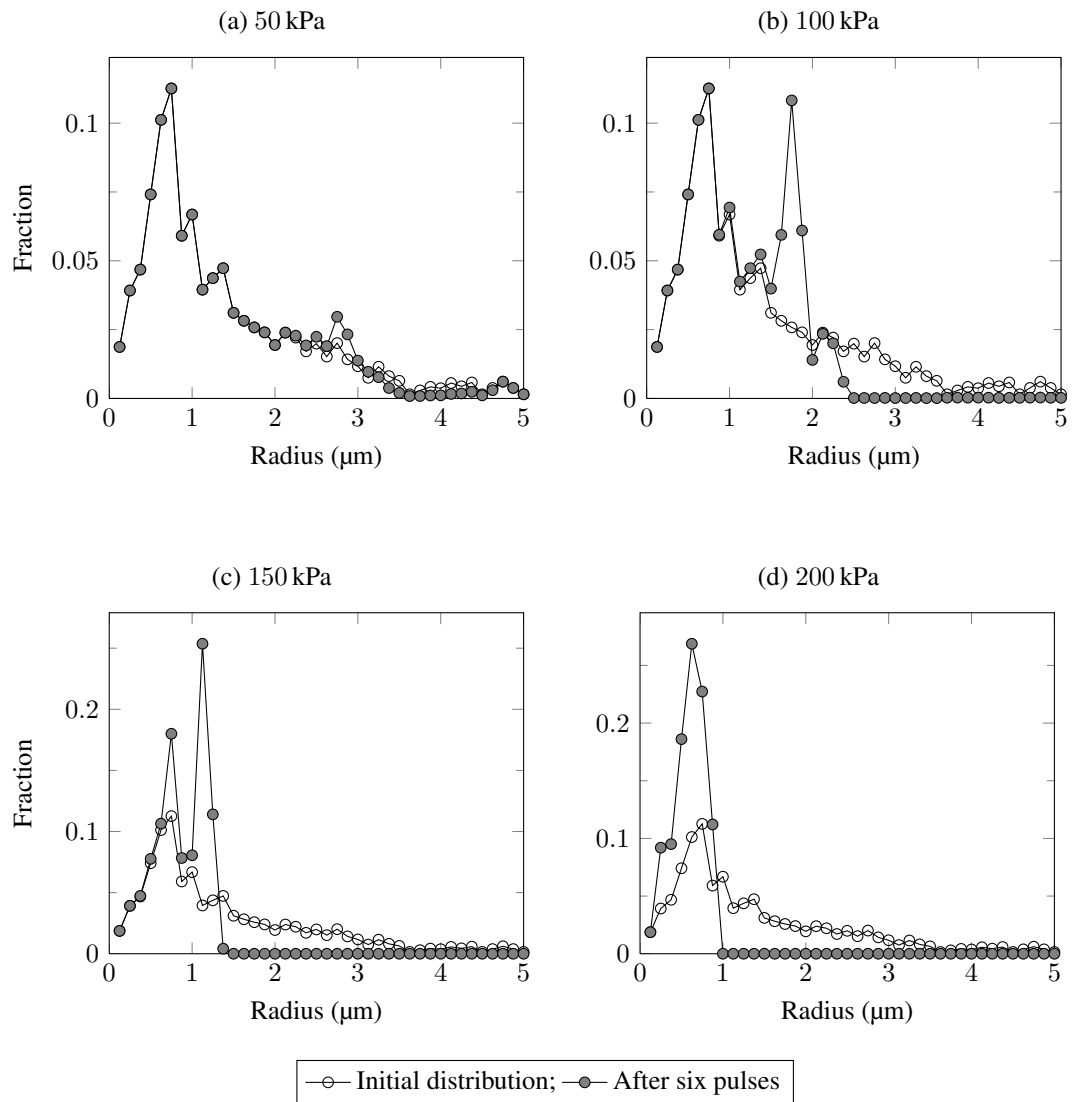 (a) 50 kPa
(b) 100 kPa
0.1
0.05
0
Fraction
0 1 2 3 4 5
Radius (µm)
0.1
0.05
0
0 1 2 3 4 5
Radius (µm)
(c) 150 kPa
(d) 200 kPa
0.2
0.1
0
Fraction
0 1 2 3 4 5
Radius (µm)
0.2
0.1
0
Fraction
0 1 2 3 4 5
Radius (µm)
Initial distribution; After six pulses